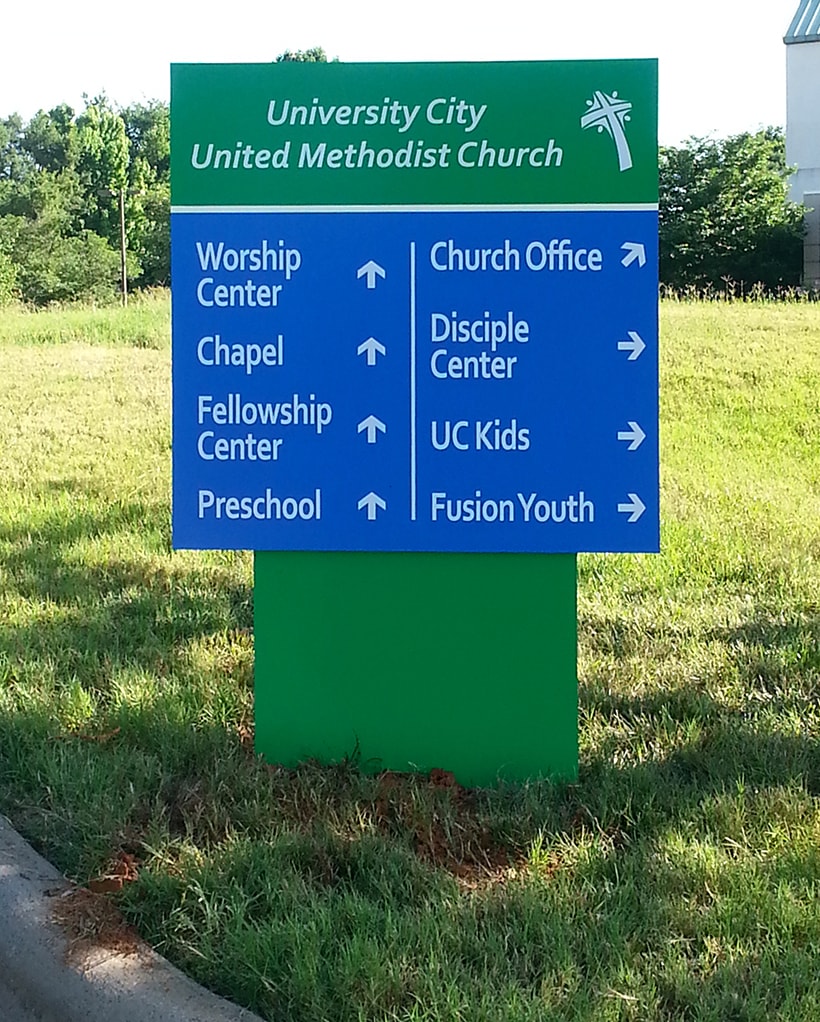 University City
United Methodist Church
Worship
Center
Chapel
Fellowship
Center
Preschool
Church Office
Disciple
Center
UC Kids
Fusion Youth